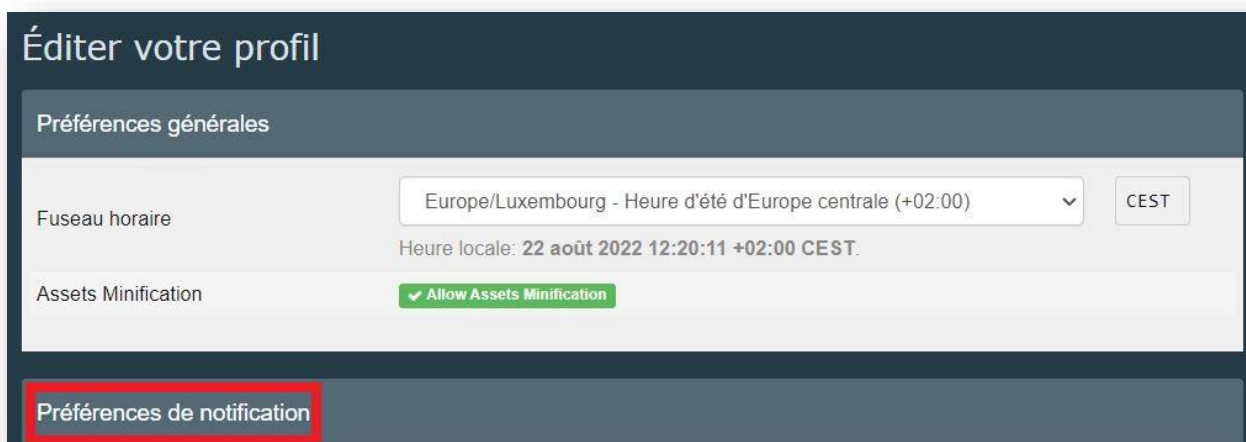 Éditer votre profil
Préférences générales
Fuseau horaire
Europe/Luxembourg - Heure d'été d'Europe centrale (+02:00)
CEST
Heure locale: 22 août 2022 12:20:11 +02:00 CEST.
Assets Minification
Allow Assets Minification
Préférences de notification